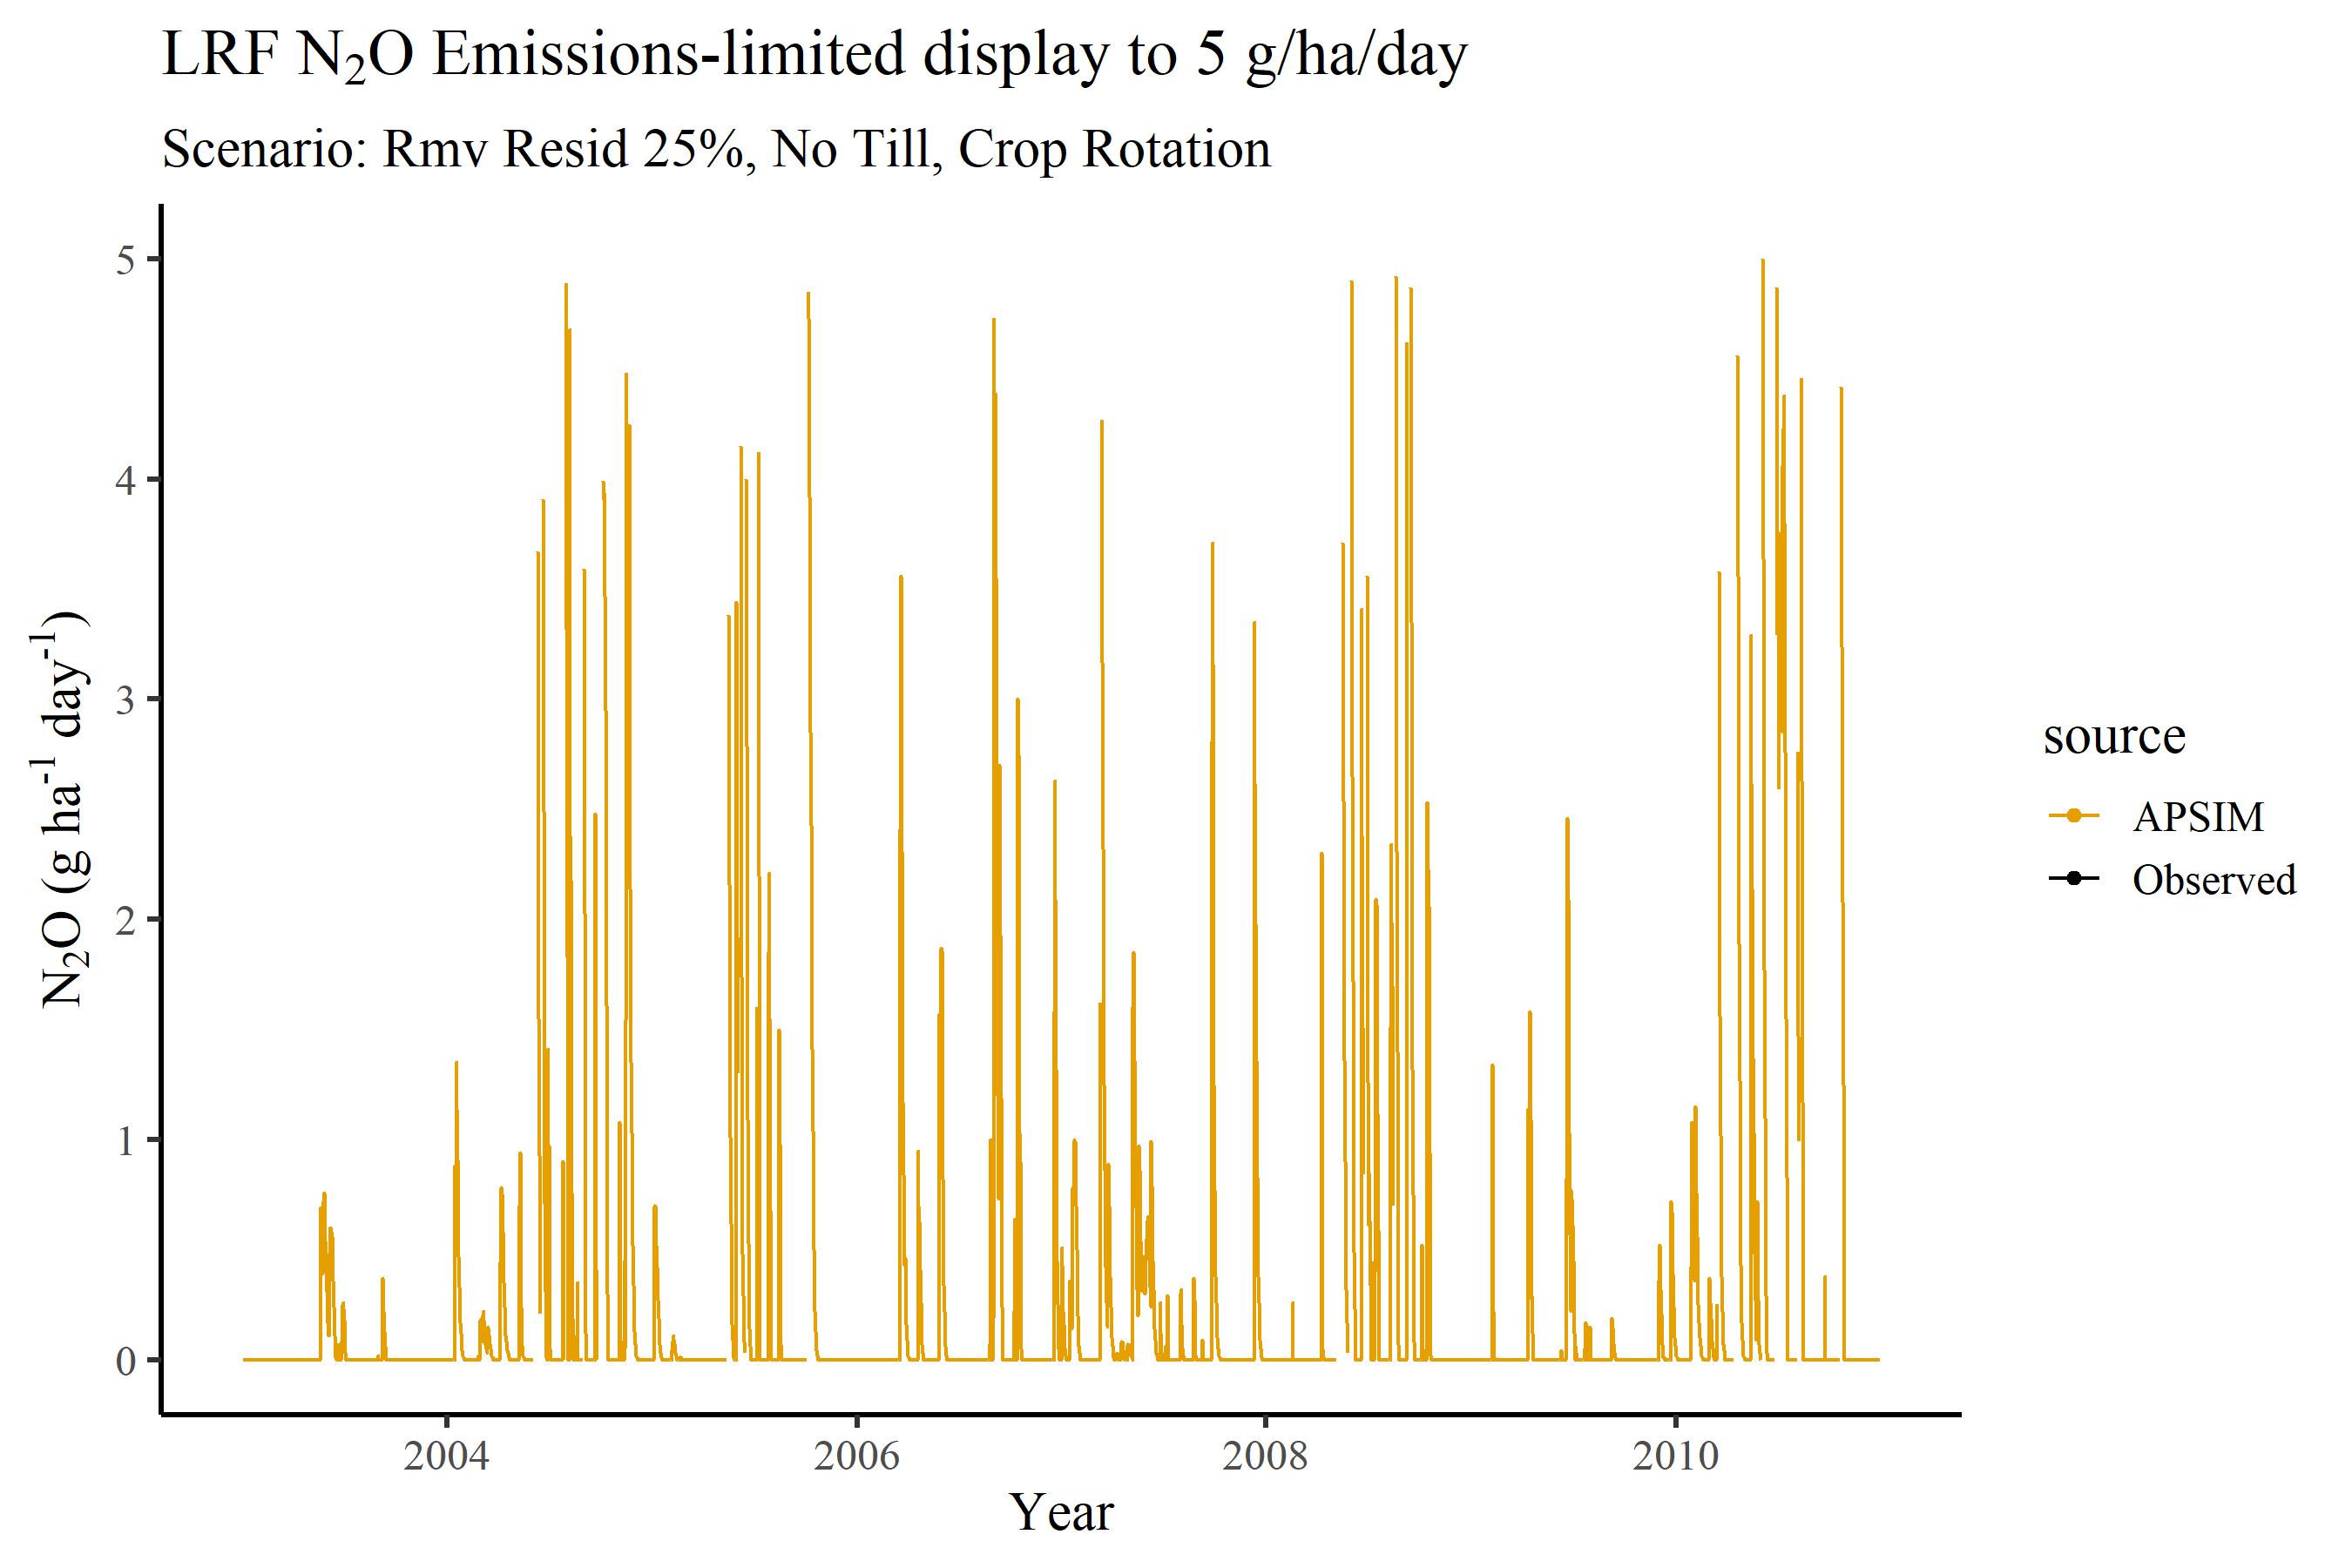 LRF N₂O Emissions-limited display to 5 g/ha/day
Scenario: Rmv Resid 25%, No Till, Crop Rotation
5
4
3
2
1
0
N₂O (g ha⁻¹ day⁻¹)
2004 2006 2008 2010
Year
source
APSIM
Observed